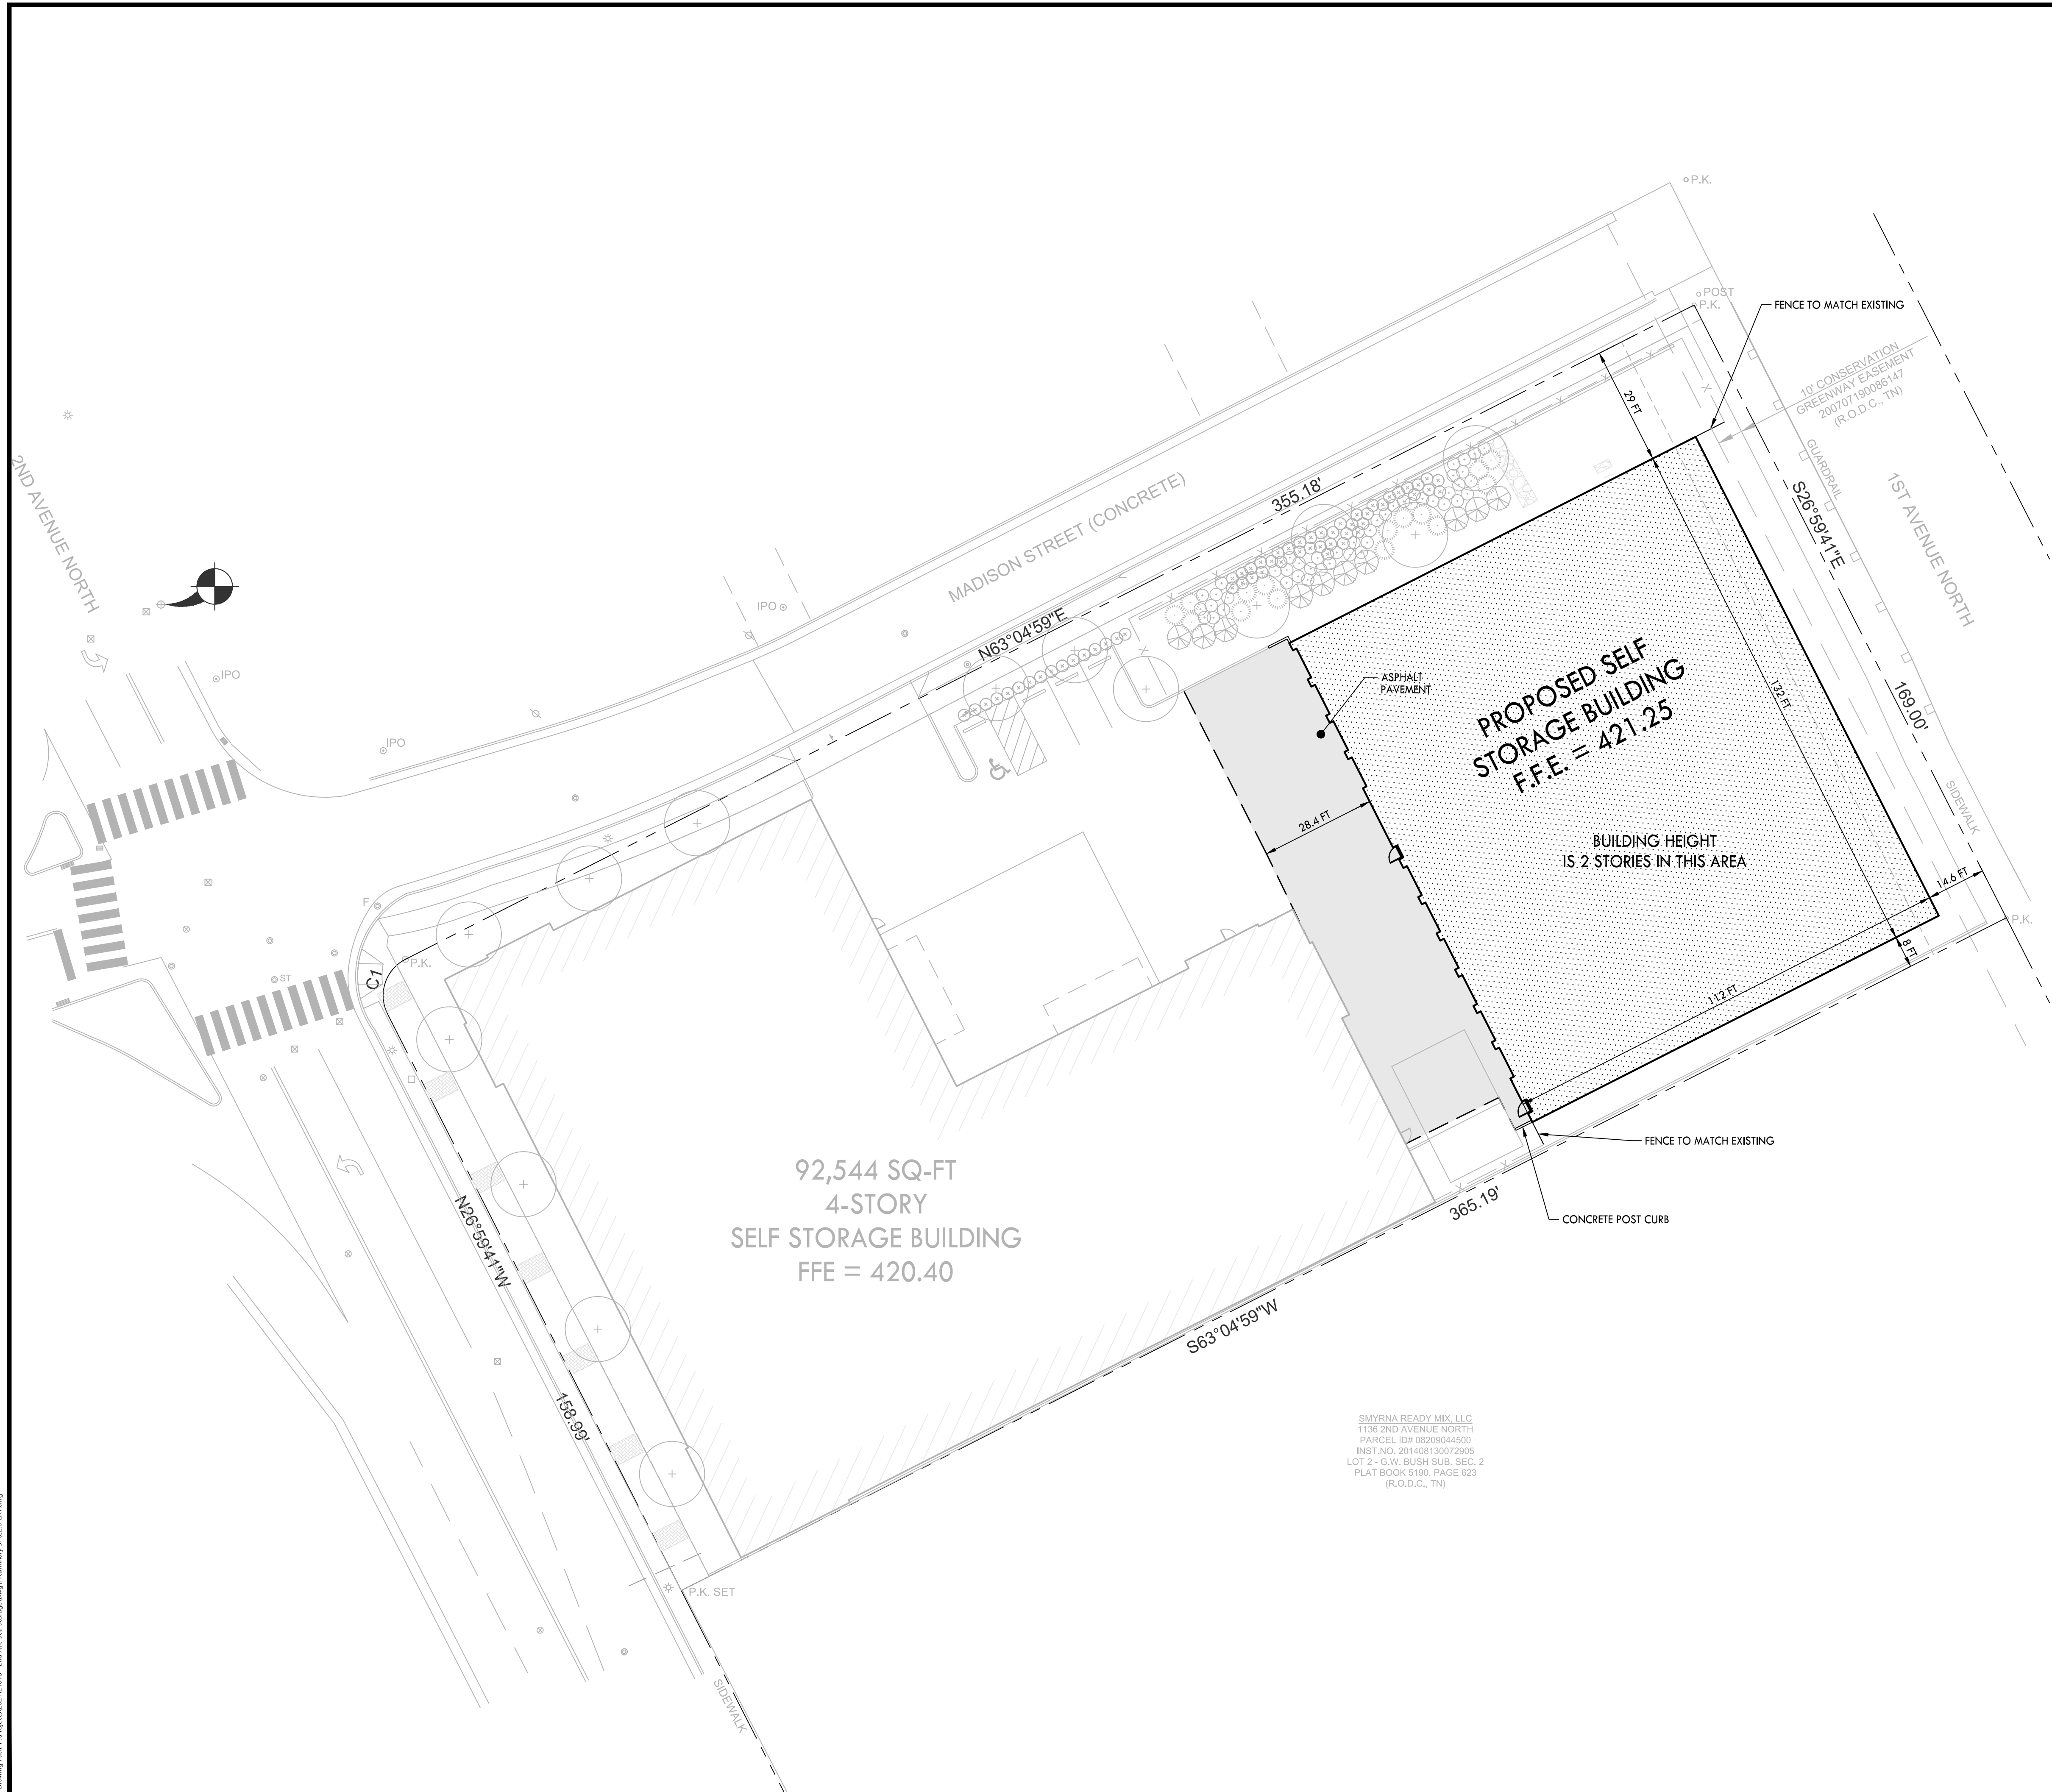 P.K.
POST
P.K.
FENCE TO MATCH EXISTING
10' CONSERVATION
GREENWAY EASEMENT
200707190086147
(R.O.D.C., TN)
29 FT
GUARDRAIL
1ST AVENUE NORTH
S26°59'41"E
169.00'
SIDEWALK
2ND AVENUE NORTH
MADISON STREET (CONCRETE)
355.18'
N63°04'59"E
IPO
IPO
IPO
ASPHALT
PAVEMENT
PROPOSED SELF
STORAGE BUILDING
F.F.E. = 421.25
132 FT
28.4 FT
BUILDING HEIGHT
IS 2 STORIES IN THIS AREA
14.6 FT
P.K.
8 FT
112 FT
F
P.K.
C1
ST
FENCE TO MATCH EXISTING
CONCRETE POST CURB
365.19'
92,544 SQ-FT
4-STORY
SELF STORAGE BUILDING
FFE = 420.40
N26°59'41"W
158.99'
S63°04'59"W
SMYRNA READY MIX, LLC
1136 2ND AVENUE NORTH
PARCEL ID# 08209044500
INST.NO. 201408130072905
LOT 2 - G.W. BUSH SUB, SEC. 2
PLAT BOOK 5190, PAGE 623
(R.O.D.C., TN)
P.K. SET
SIDEWALK